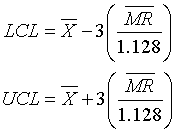 LCL = X̅ − 3(M̅R̅ / 1.128)
UCL = X̅ + 3(M̅R̅ / 1.128)